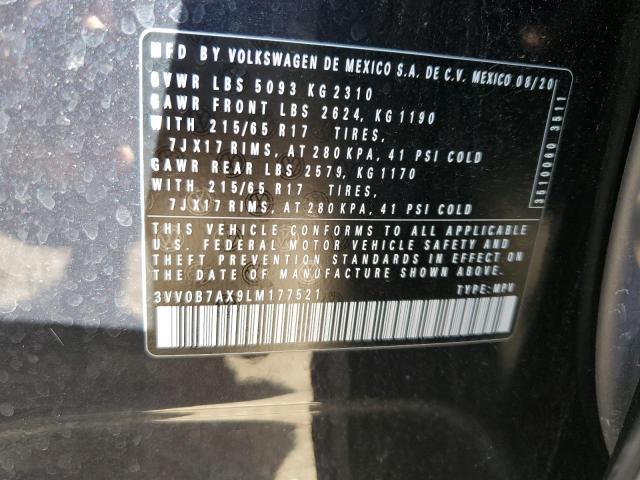 MFD BY VOLKSWAGEN DE MEXICO S.A. DE C.V. MEXICO 08/20
GVWR LBS 5093 KG 2310
GAWR FRONT LBS 2624, KG 1190
WITH 215/65 R17 TIRES,
7JX17 RIMS, AT 280 KPA, 41 PSI COLD
GAWR REAR LBS 2579, KG 1170
WITH 215/65 R17 TIRES,
7JX17 RIMS, AT 280 KPA, 41 PSI COLD
THIS VEHICLE CONFORMS TO ALL APPLICABLE
U.S. FEDERAL MOTOR VEHICLE SAFETY AND
THEFT PREVENTION STANDARDS IN EFFECT ON
THE DATE OF MANUFACTURE SHOWN ABOVE.
3VV0B7AX9LM177521 TYPE: MPV
3510060 3511